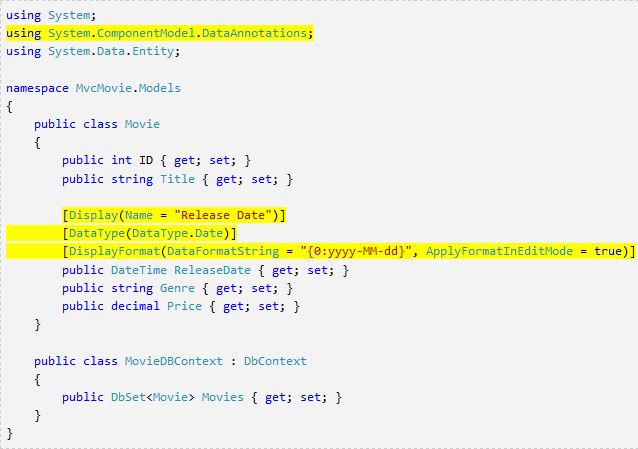 using System;
using System.ComponentModel.DataAnnotations;
using System.Data.Entity;

namespace MvcMovie.Models
{
    public class Movie
    {
        public int ID { get; set; }
        public string Title { get; set; }

        [Display(Name = "Release Date")]
        [DataType(DataType.Date)]
        [DisplayFormat(DataFormatString = "{0:yyyy-MM-dd}", ApplyFormatInEditMode = true)]
        public DateTime ReleaseDate { get; set; }
        public string Genre { get; set; }
        public decimal Price { get; set; }
    }

    public class MovieDBContext : DbContext
    {
        public DbSet<Movie> Movies { get; set; }
    }
}